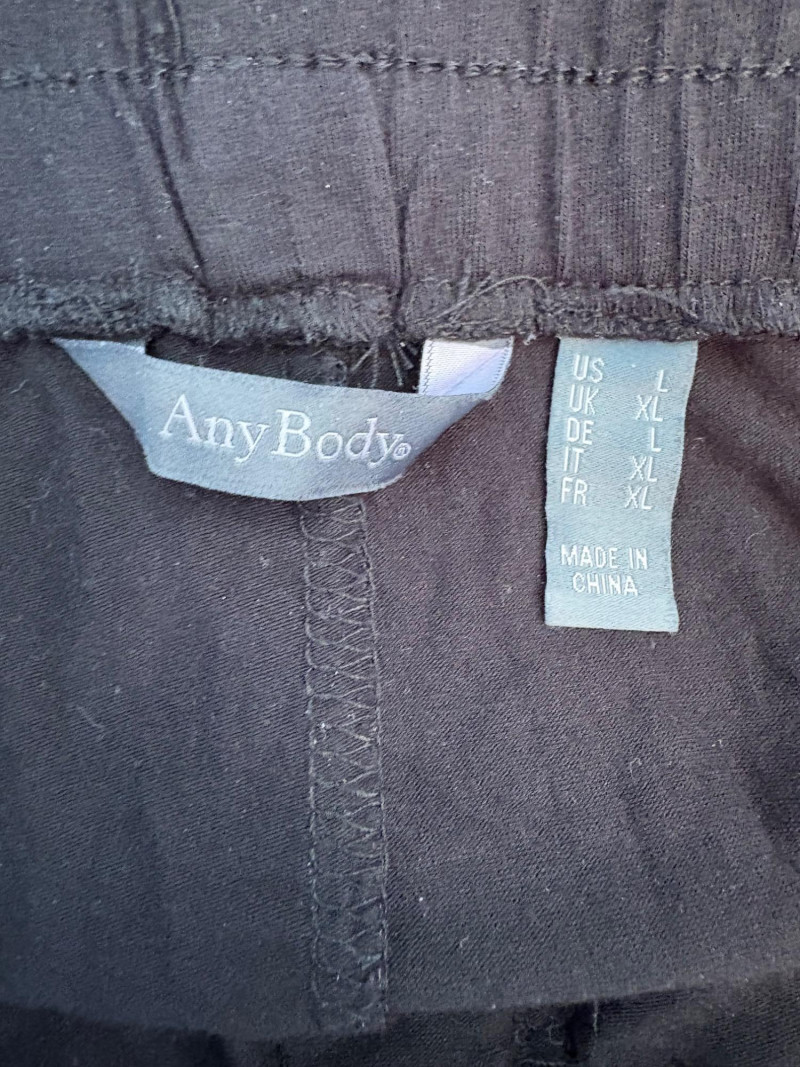 AnyBody®
US L
UK XL
DE L
IT XL
FR XL
MADE IN
CHINA